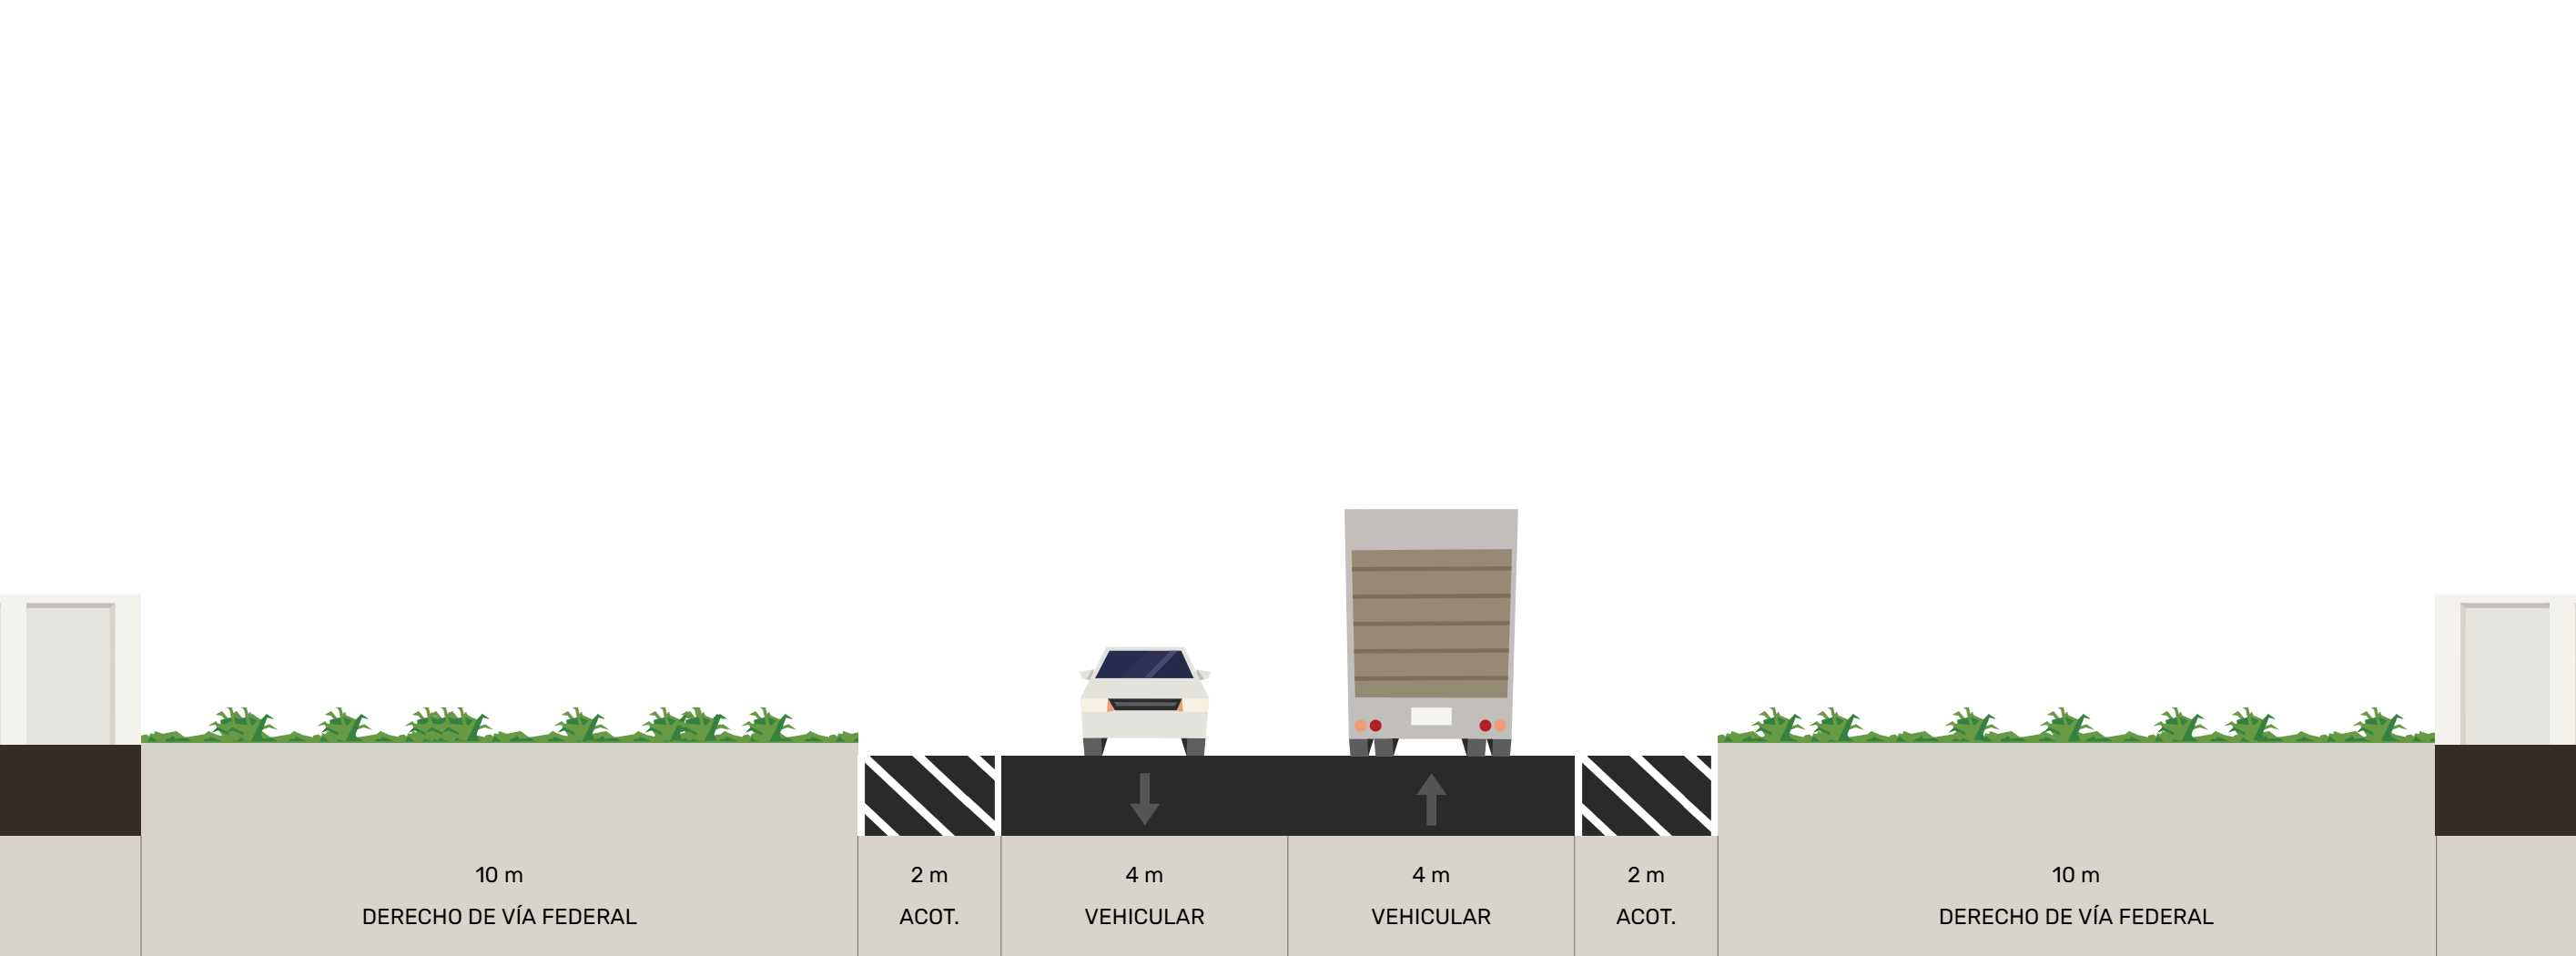 10 m
DERECHO DE VÍA FEDERAL
2 m
ACOT.
4 m
VEHICULAR
4 m
VEHICULAR
2 m
ACOT.
10 m
DERECHO DE VÍA FEDERAL